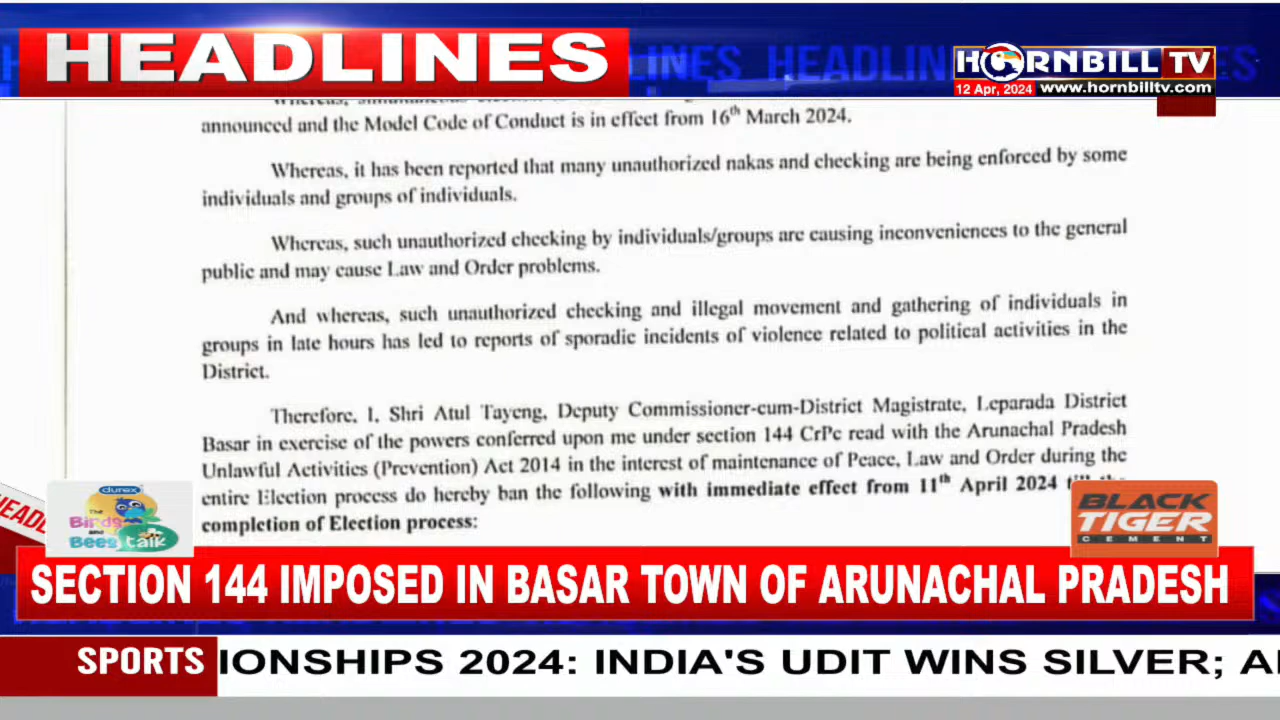 HEADLINES
HORNBILL TV
12 Apr, 2024 www.hornbilltv.com
announced and the Model Code of Conduct is in effect from 16th March 2024.
Whereas, it has been reported that many unauthorized nakas and checking are being enforced by some
individuals and groups of individuals.
Whereas, such unauthorized checking by individuals/groups are causing inconveniences to the general
public and may cause Law and Order problems.
And whereas, such unauthorized checking and illegal movement and gathering of individuals in
groups in late hours has led to reports of sporadic incidents of violence related to political activities in the
District.
Therefore, I, Shri Atul Tayeng, Deputy Commissioner-cum-District Magistrate, Leparada District
Basar in exercise of the powers conferred upon me under section 144 CrPc read with the Arunachal Pradesh
Unlawful Activities (Prevention) Act 2014 in the interest of maintenance of Peace, Law and Order during the
entire Election process do hereby ban the following with immediate effect from 11th April 2024
completion of Election process:
durex
The Birds and Bees talk
BLACK TIGER CEMENT
SECTION 144 IMPOSED IN BASAR TOWN OF ARUNACHAL PRADESH
SPORTS IONSHIPS 2024: INDIA'S UDIT WINS SILVER;